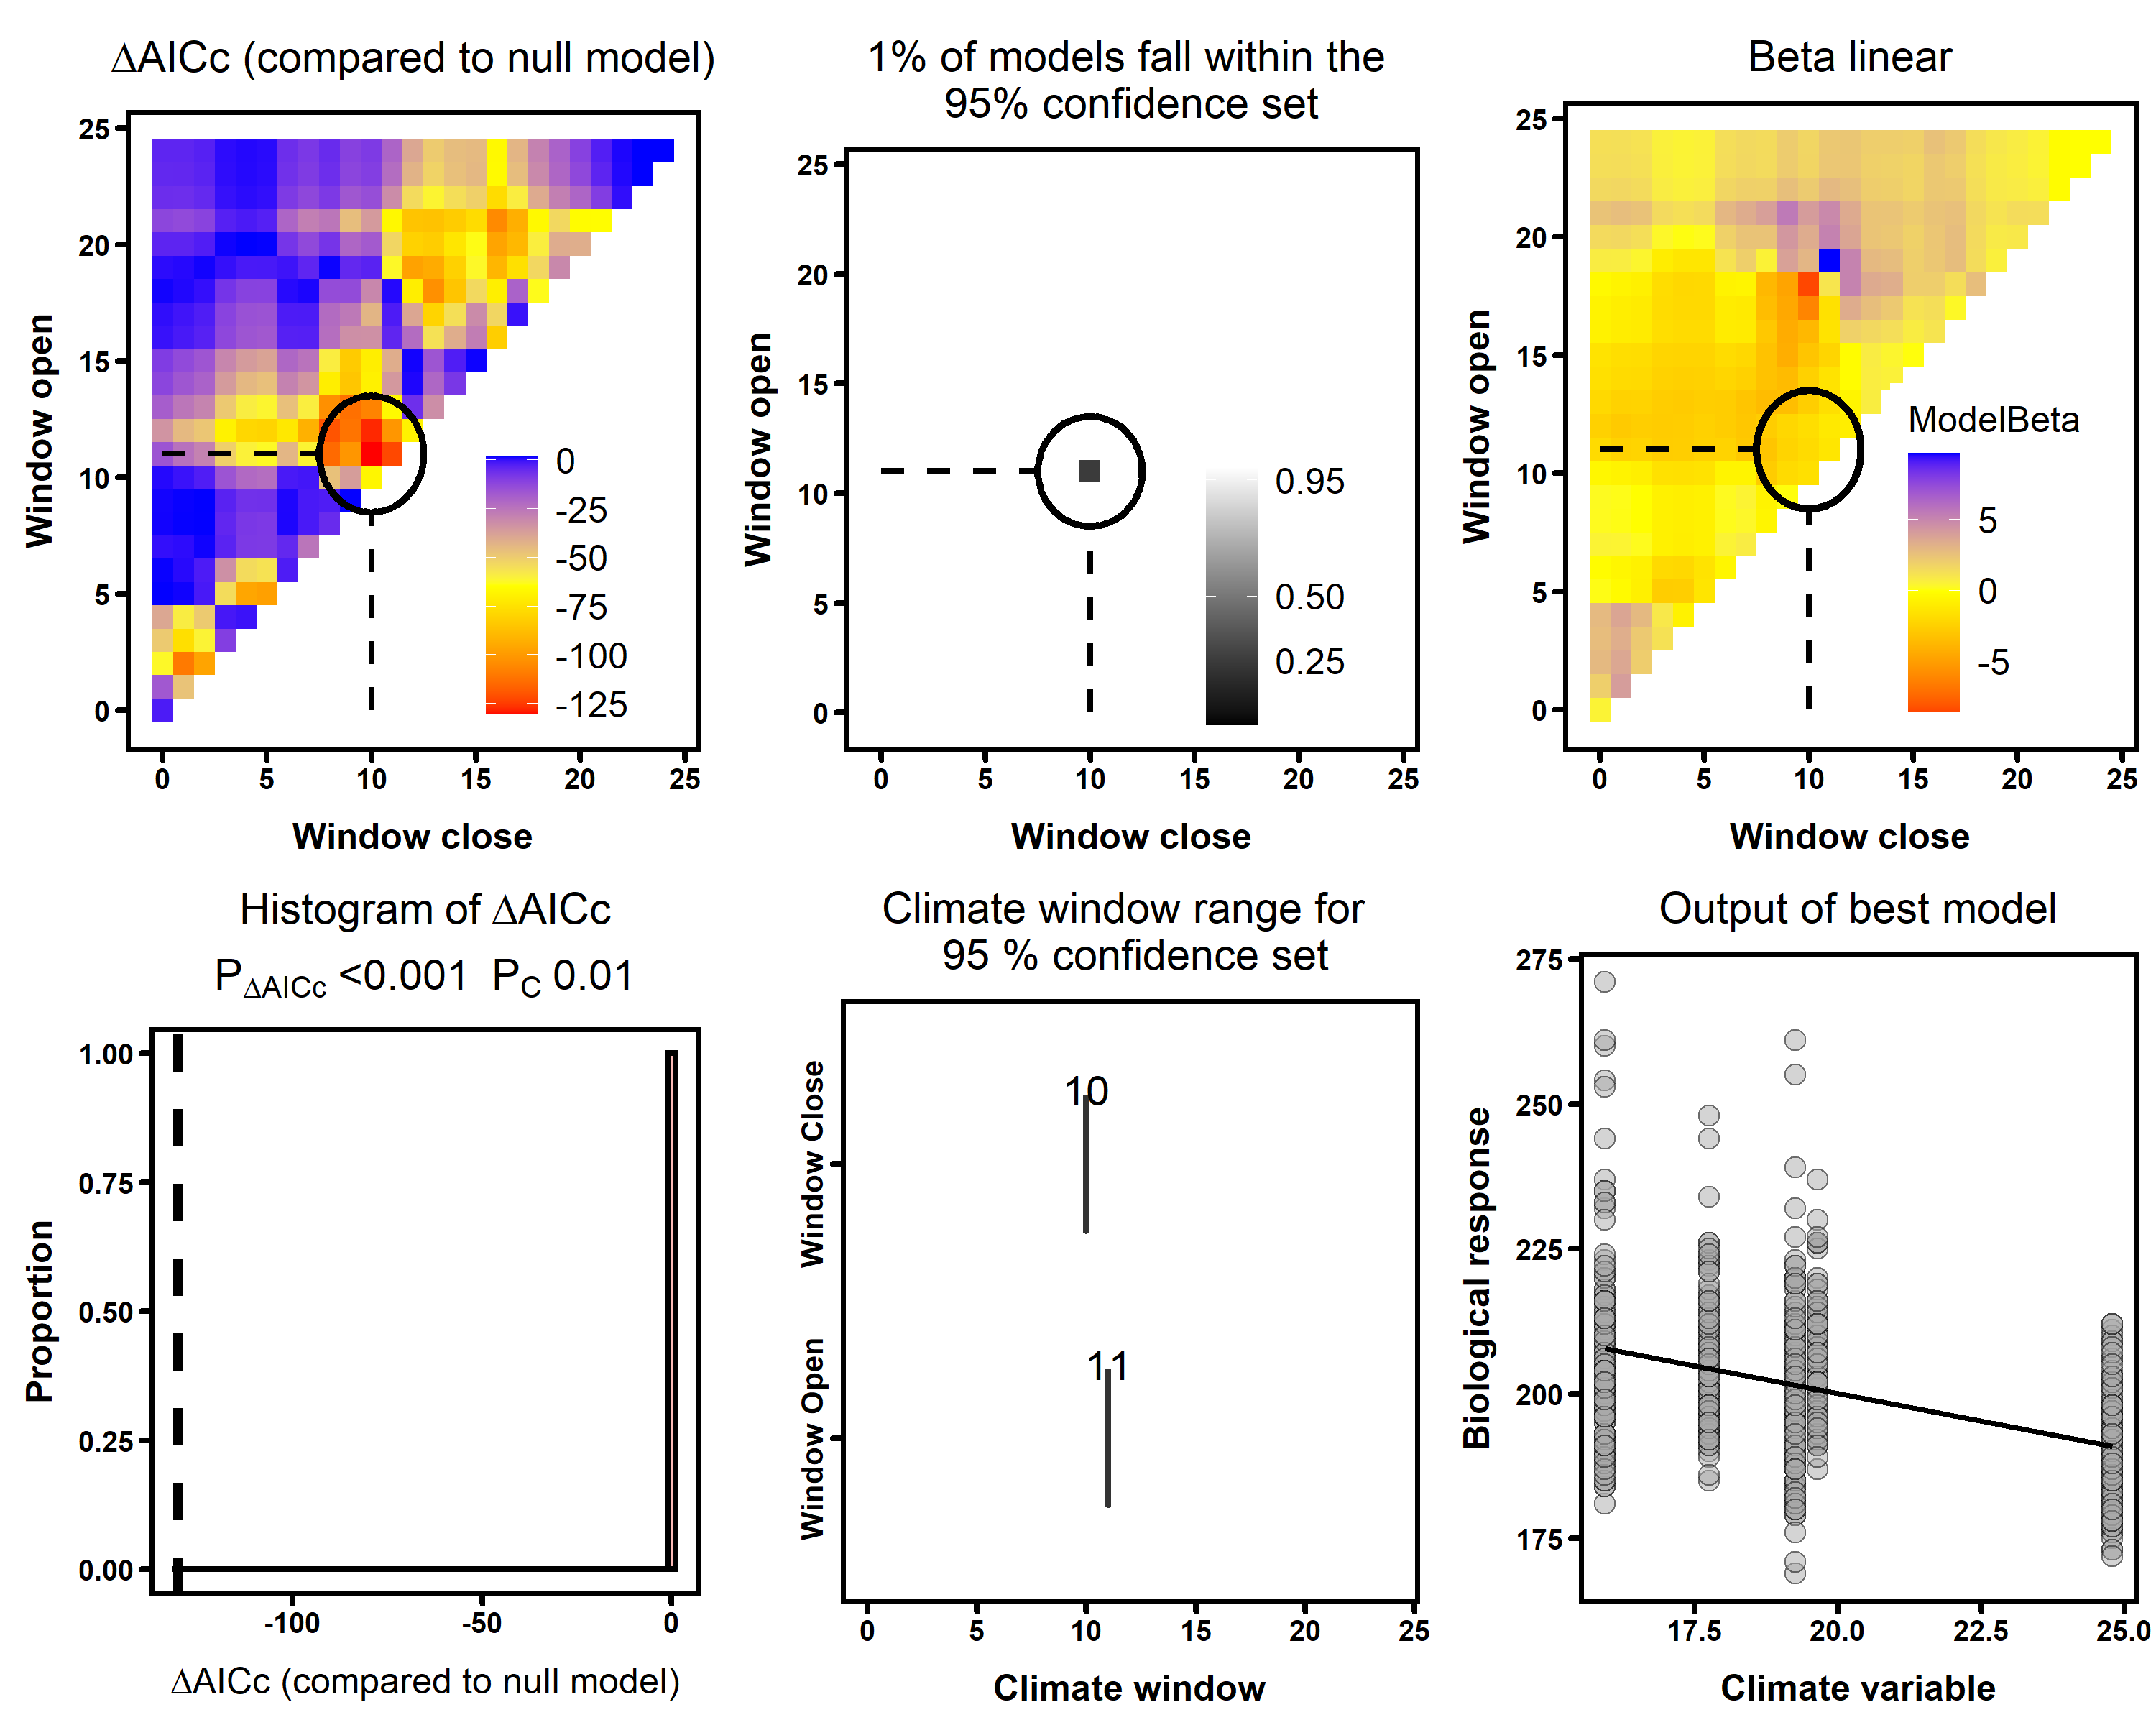 ΔAICc (compared to null model)
25
20
15
10
5
0
Window open
0
-25
-50
-75
-100
-125
0 5 10 15 20 25
Window close
1% of models fall within the
95% confidence set
25
20
15
10
5
0
Window open
0.95
0.50
0.25
0 5 10 15 20 25
Window close
Beta linear
25
20
15
10
5
0
Window open
ModelBeta
5
0
-5
0 5 10 15 20 25
Window close
Histogram of ΔAICc
PΔAICc <0.001 PC 0.01
1.00
0.75
0.50
0.25
0.00
Proportion
-100 -50 0
ΔAICc (compared to null model)
Climate window range for
95 % confidence set
Window Close
10
Window Open
11
0 5 10 15 20 25
Climate window
Output of best model
275
250
225
200
175
Biological response
17.5 20.0 22.5 25.0
Climate variable